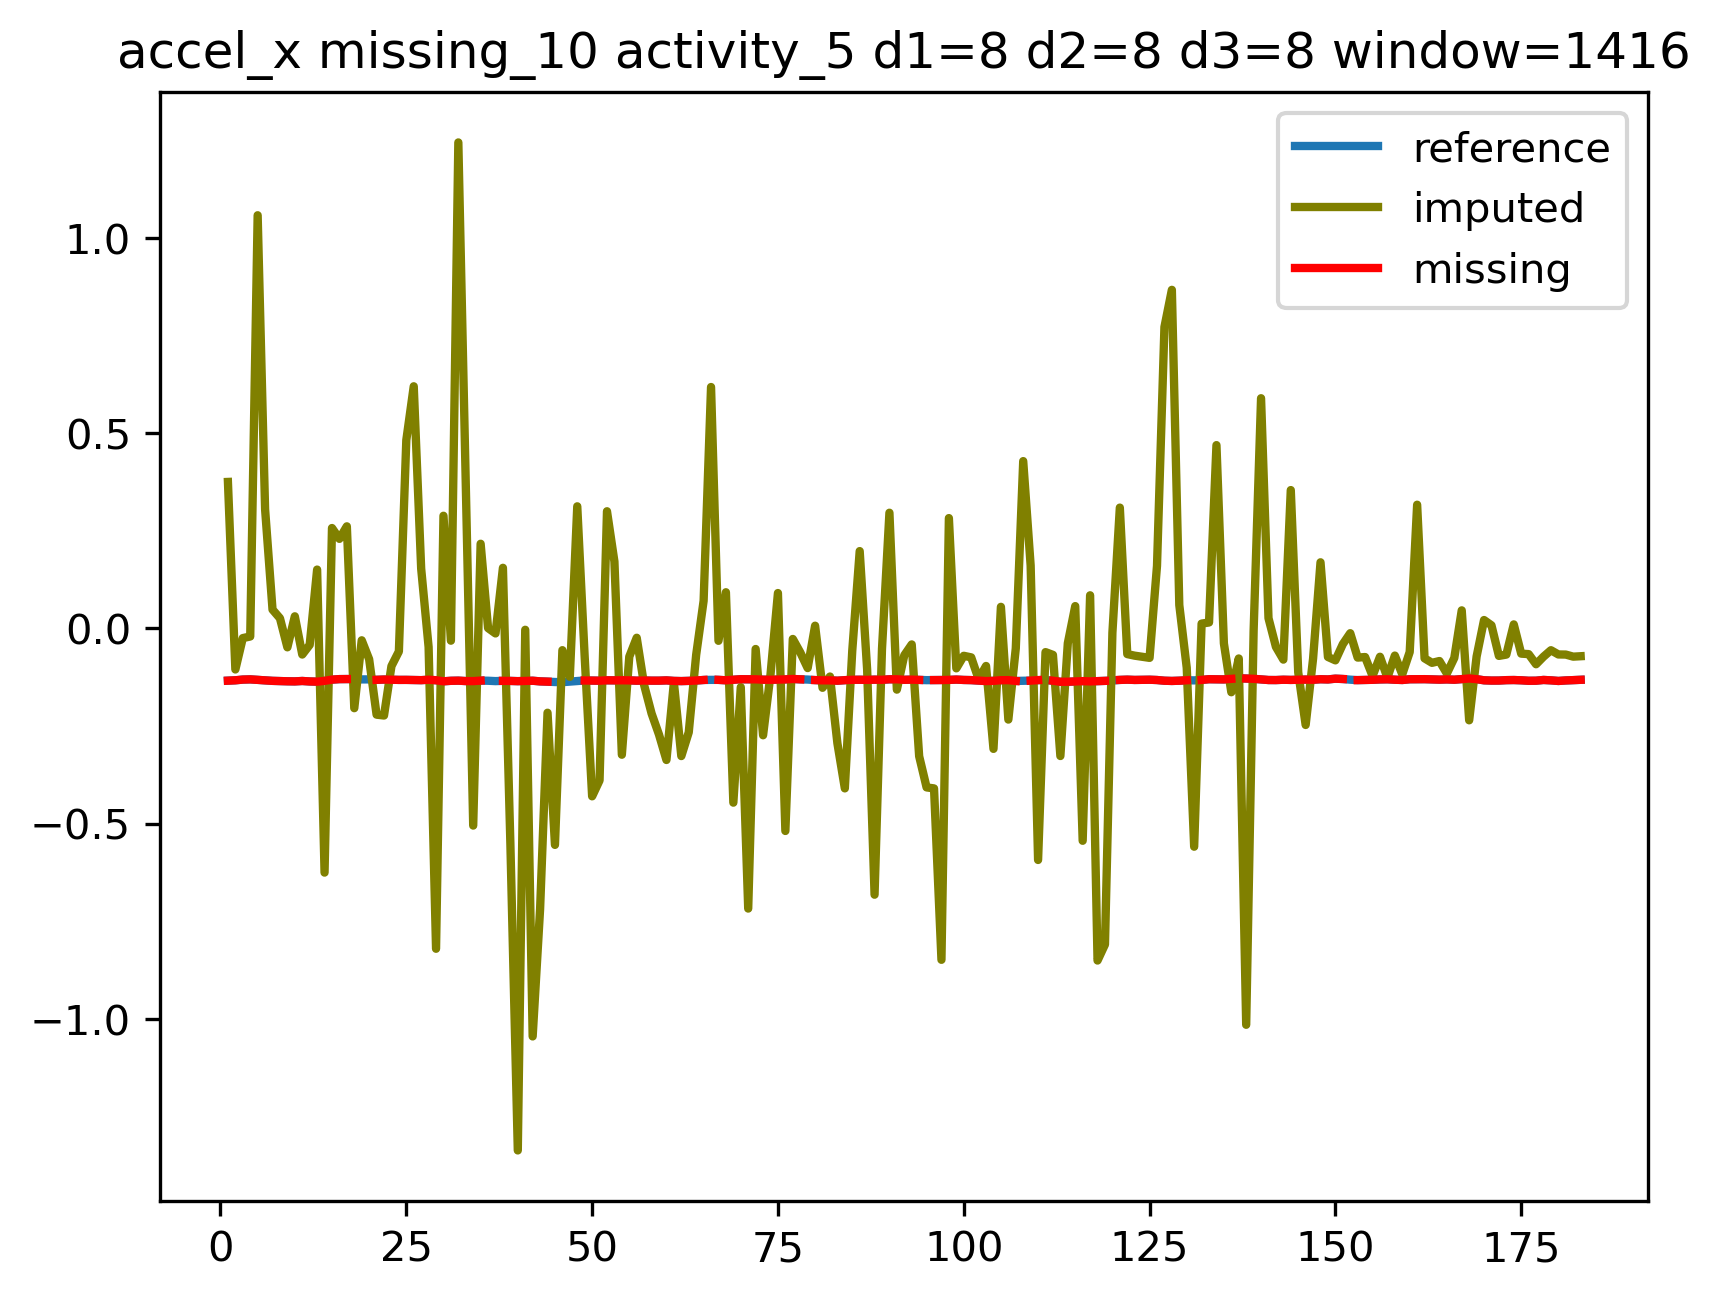 accel_x missing_10 activity_5 d1=8 d2=8 d3=8 window=1416
reference
imputed
missing
1.0
0.5
0.0
−0.5
−1.0
0 25 50 75 100 125 150 175